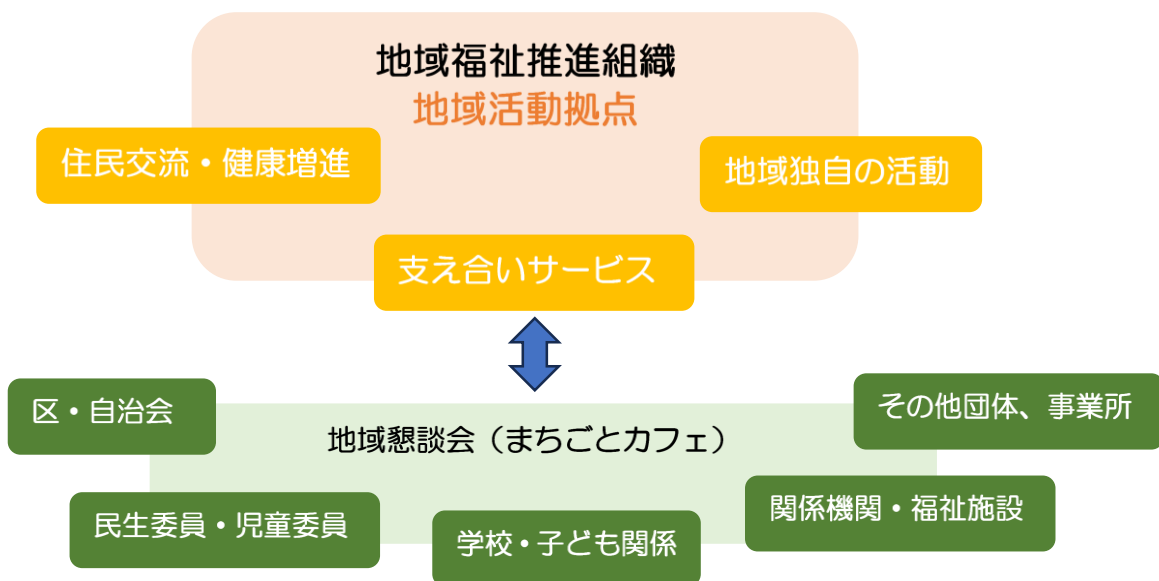 地域福祉推進組織
地域活動拠点
住民交流・健康増進
地域独自の活動
支え合いサービス
区・自治会
その他団体、事業所
地域懇談会（まちごとカフェ）
民生委員・児童委員
学校・子ども関係
関係機関・福祉施設